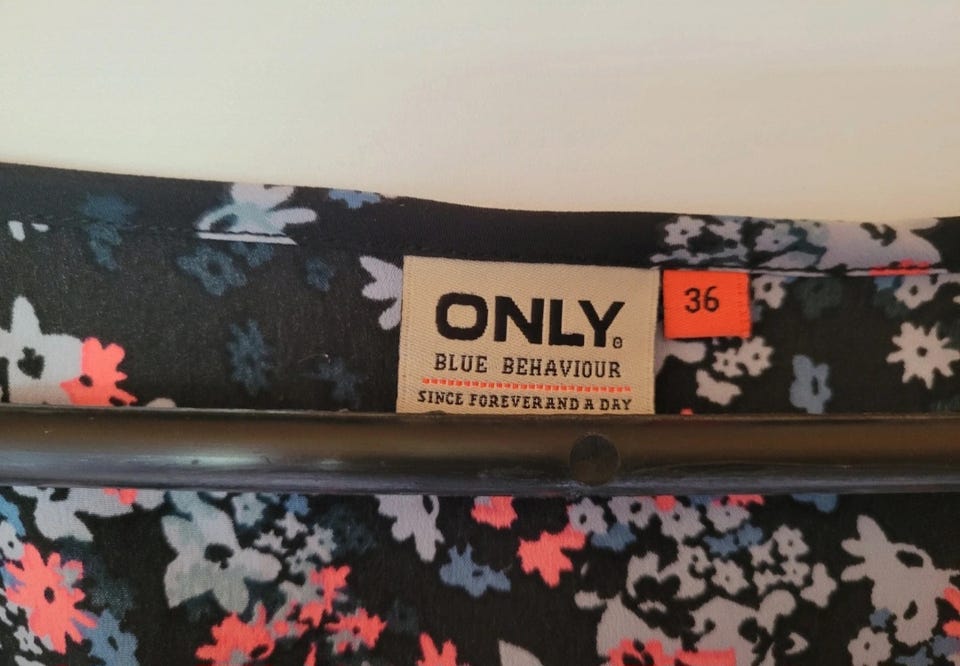 ONLY®
36
BLUE BEHAVIOUR
SINCE FOREVER AND A DAY